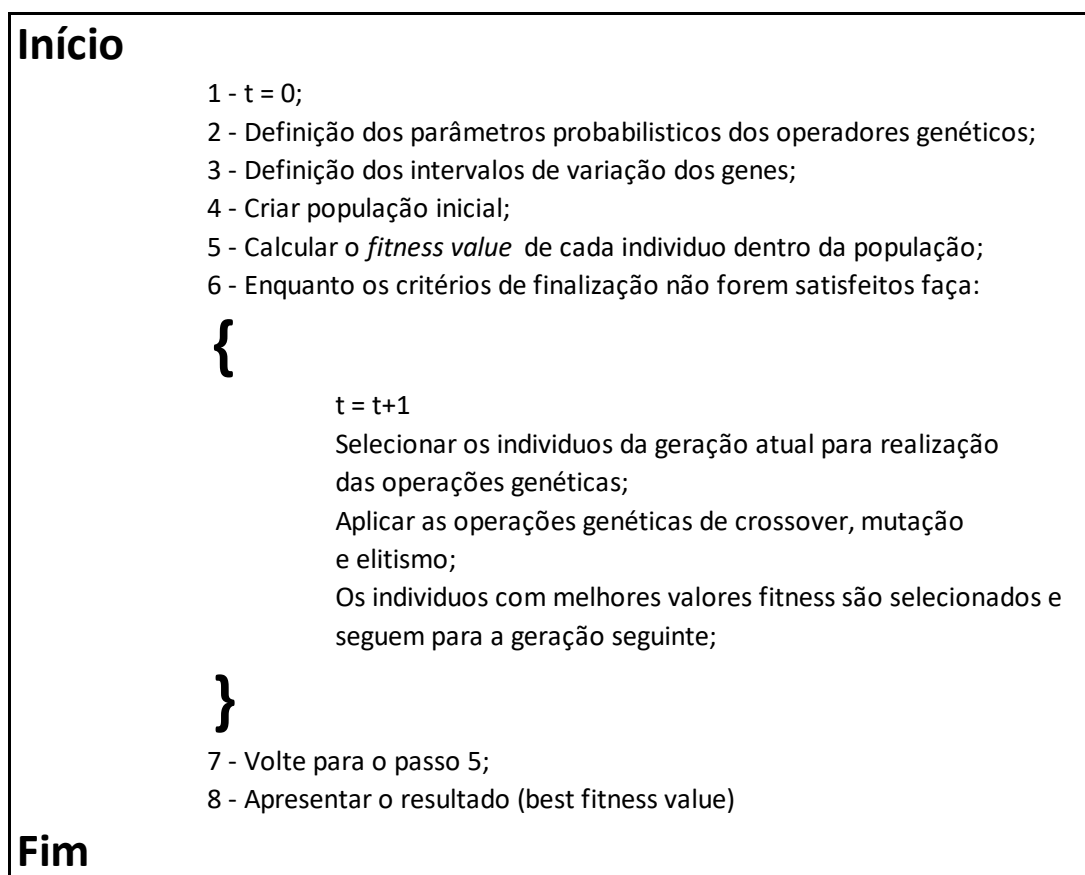 Início
1 - t = 0;
2 - Definição dos parâmetros probabilisticos dos operadores genéticos;
3 - Definição dos intervalos de variação dos genes;
4 - Criar população inicial;
5 - Calcular o fitness value de cada individuo dentro da população;
6 - Enquanto os critérios de finalização não forem satisfeitos faça:
{
t = t+1
Selecionar os individuos da geração atual para realização
das operações genéticas;
Aplicar as operações genéticas de crossover, mutação
e elitismo;
Os individuos com melhores valores fitness são selecionados e
seguem para a geração seguinte;
}
7 - Volte para o passo 5;
8 - Apresentar o resultado (best fitness value)
Fim